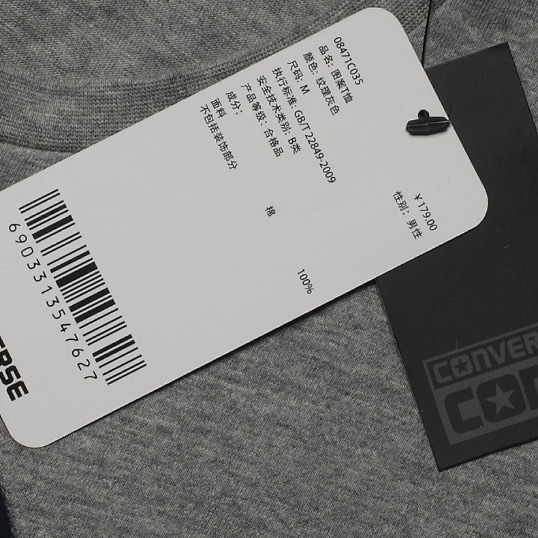 08471C035
品名: 图案T恤
颜色: 纹理灰色
尺码: M
执行标准: GB/T 22849-2009
安全技术类别: B类
产品等级: 合格品
成分:
面料 棉 100%
不包括装饰部分
￥179.00
性别: 男性
6903313547627
ERSE
CONVER
CO